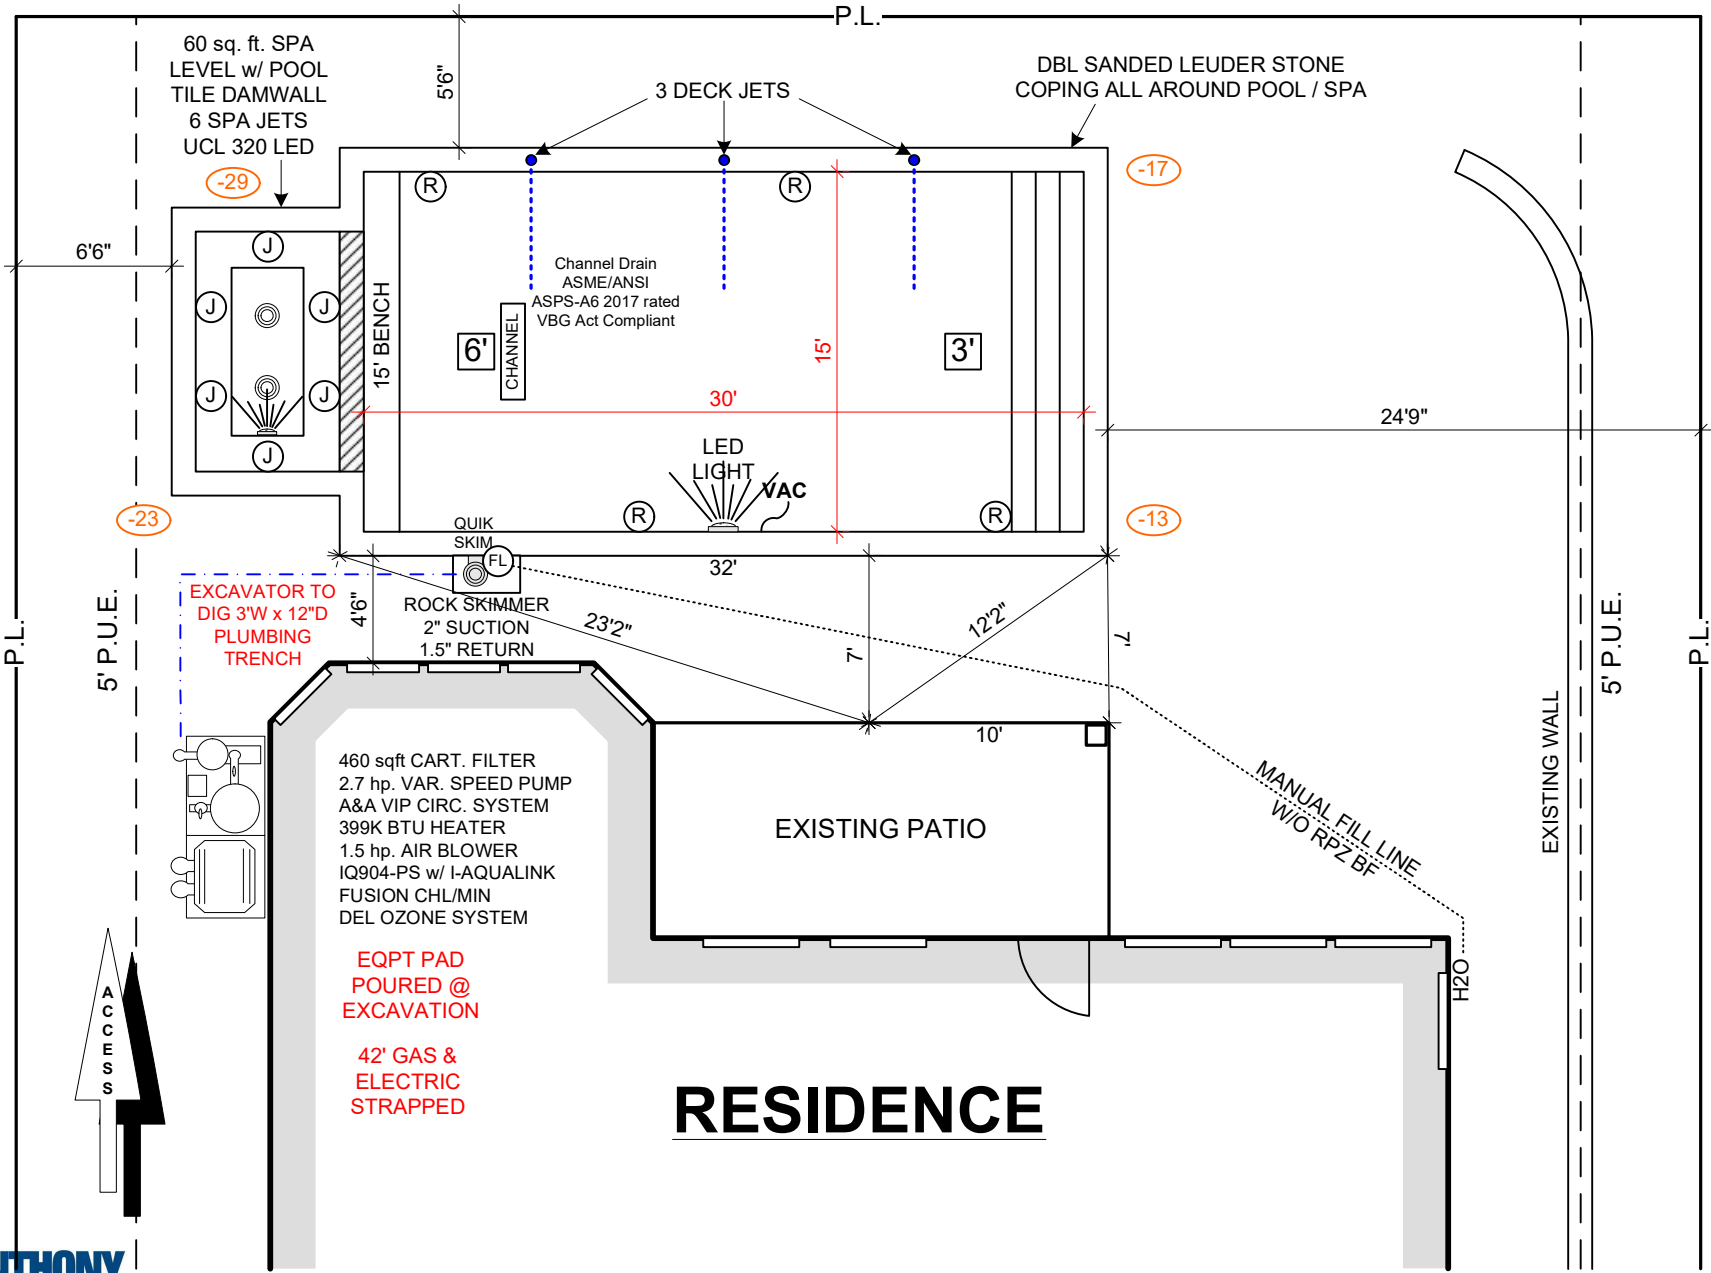 P.L.
60 sq. ft. SPA
LEVEL w/ POOL
TILE DAMWALL
6 SPA JETS
UCL 320 LED
5'6"
3 DECK JETS
DBL SANDED LEUDER STONE
COPING ALL AROUND POOL / SPA
-29
-17
R
R
6'6"
J
J
J
J
J
J
15' BENCH
Channel Drain
ASME/ANSI
ASPS-A6 2017 rated
VBG Act Compliant
6'
CHANNEL
15'
3'
30'
24'9"
LED
LIGHT
VAC
R
R
-23
-13
QUIK
SKIM
FL
32'
EXCAVATOR TO
DIG 3'W x 12"D
PLUMBING
TRENCH
4'6"
ROCK SKIMMER
2" SUCTION
1.5" RETURN
23'2"
7'
12'2"
7'
P.L.
5' P.U.E.
5' P.U.E.
P.L.
10'
460 sqft CART. FILTER
2.7 hp. VAR. SPEED PUMP
A&A VIP CIRC. SYSTEM
399K BTU HEATER
1.5 hp. AIR BLOWER
IQ904-PS w/ I-AQUALINK
FUSION CHL/MIN
DEL OZONE SYSTEM
EXISTING PATIO
MANUAL FILL LINE
W/O RPZ BF
EXISTING WALL
H2O
EQPT PAD
POURED @
EXCAVATION
42' GAS &
ELECTRIC
STRAPPED
ACCESS
RESIDENCE